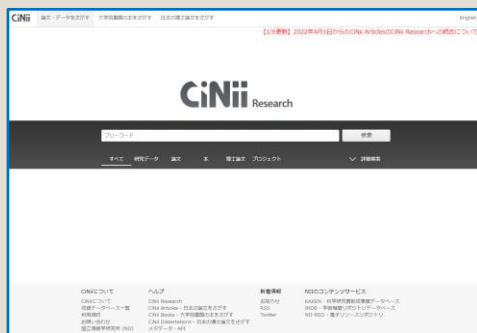 CiNii 論文・データをさがす 大学図書館の本をさがす 日本の博士論文をさがす English
【1/8更新】2022年4月1日からのCiNii ArticlesのCiNii Researchへの統合について
CiNii Research
フリーワード 検索
すべて 研究データ 論文 本 博士論文 プロジェクト 詳細検索
CiNiiについて ヘルプ 新着情報 NIIのコンテンツサービス
CiNiiについて CiNii Research お知らせ KAKEN - 科学研究費助成事業データベース
収録データベース一覧 CiNii Articles - 日本の論文をさがす RSS IRDB - 学術機関リポジトリデータベース
利用規約 CiNii Books - 大学図書館の本をさがす Twitter NII-REO - 電子リソースリポジトリ
お問い合わせ CiNii Dissertations - 日本の博士論文をさがす
国立情報学研究所 (NII) メタデータ・API